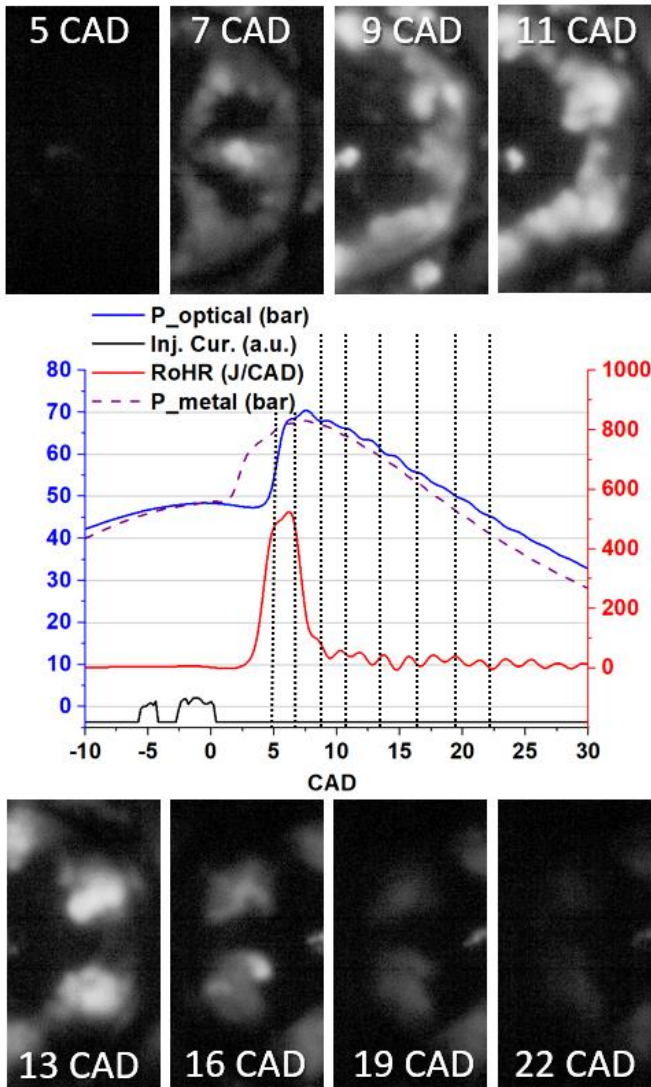 5 CAD 7 CAD 9 CAD 11 CAD
P_optical (bar)
Inj. Cur. (a.u.)
RoHR (J/CAD)
P_metal (bar)
80 1000
70
60 800
50 600
40
30 400
20 200
10 0
0
-10 -5 0 5 10 15 20 25 30
CAD
13 CAD 16 CAD 19 CAD 22 CAD